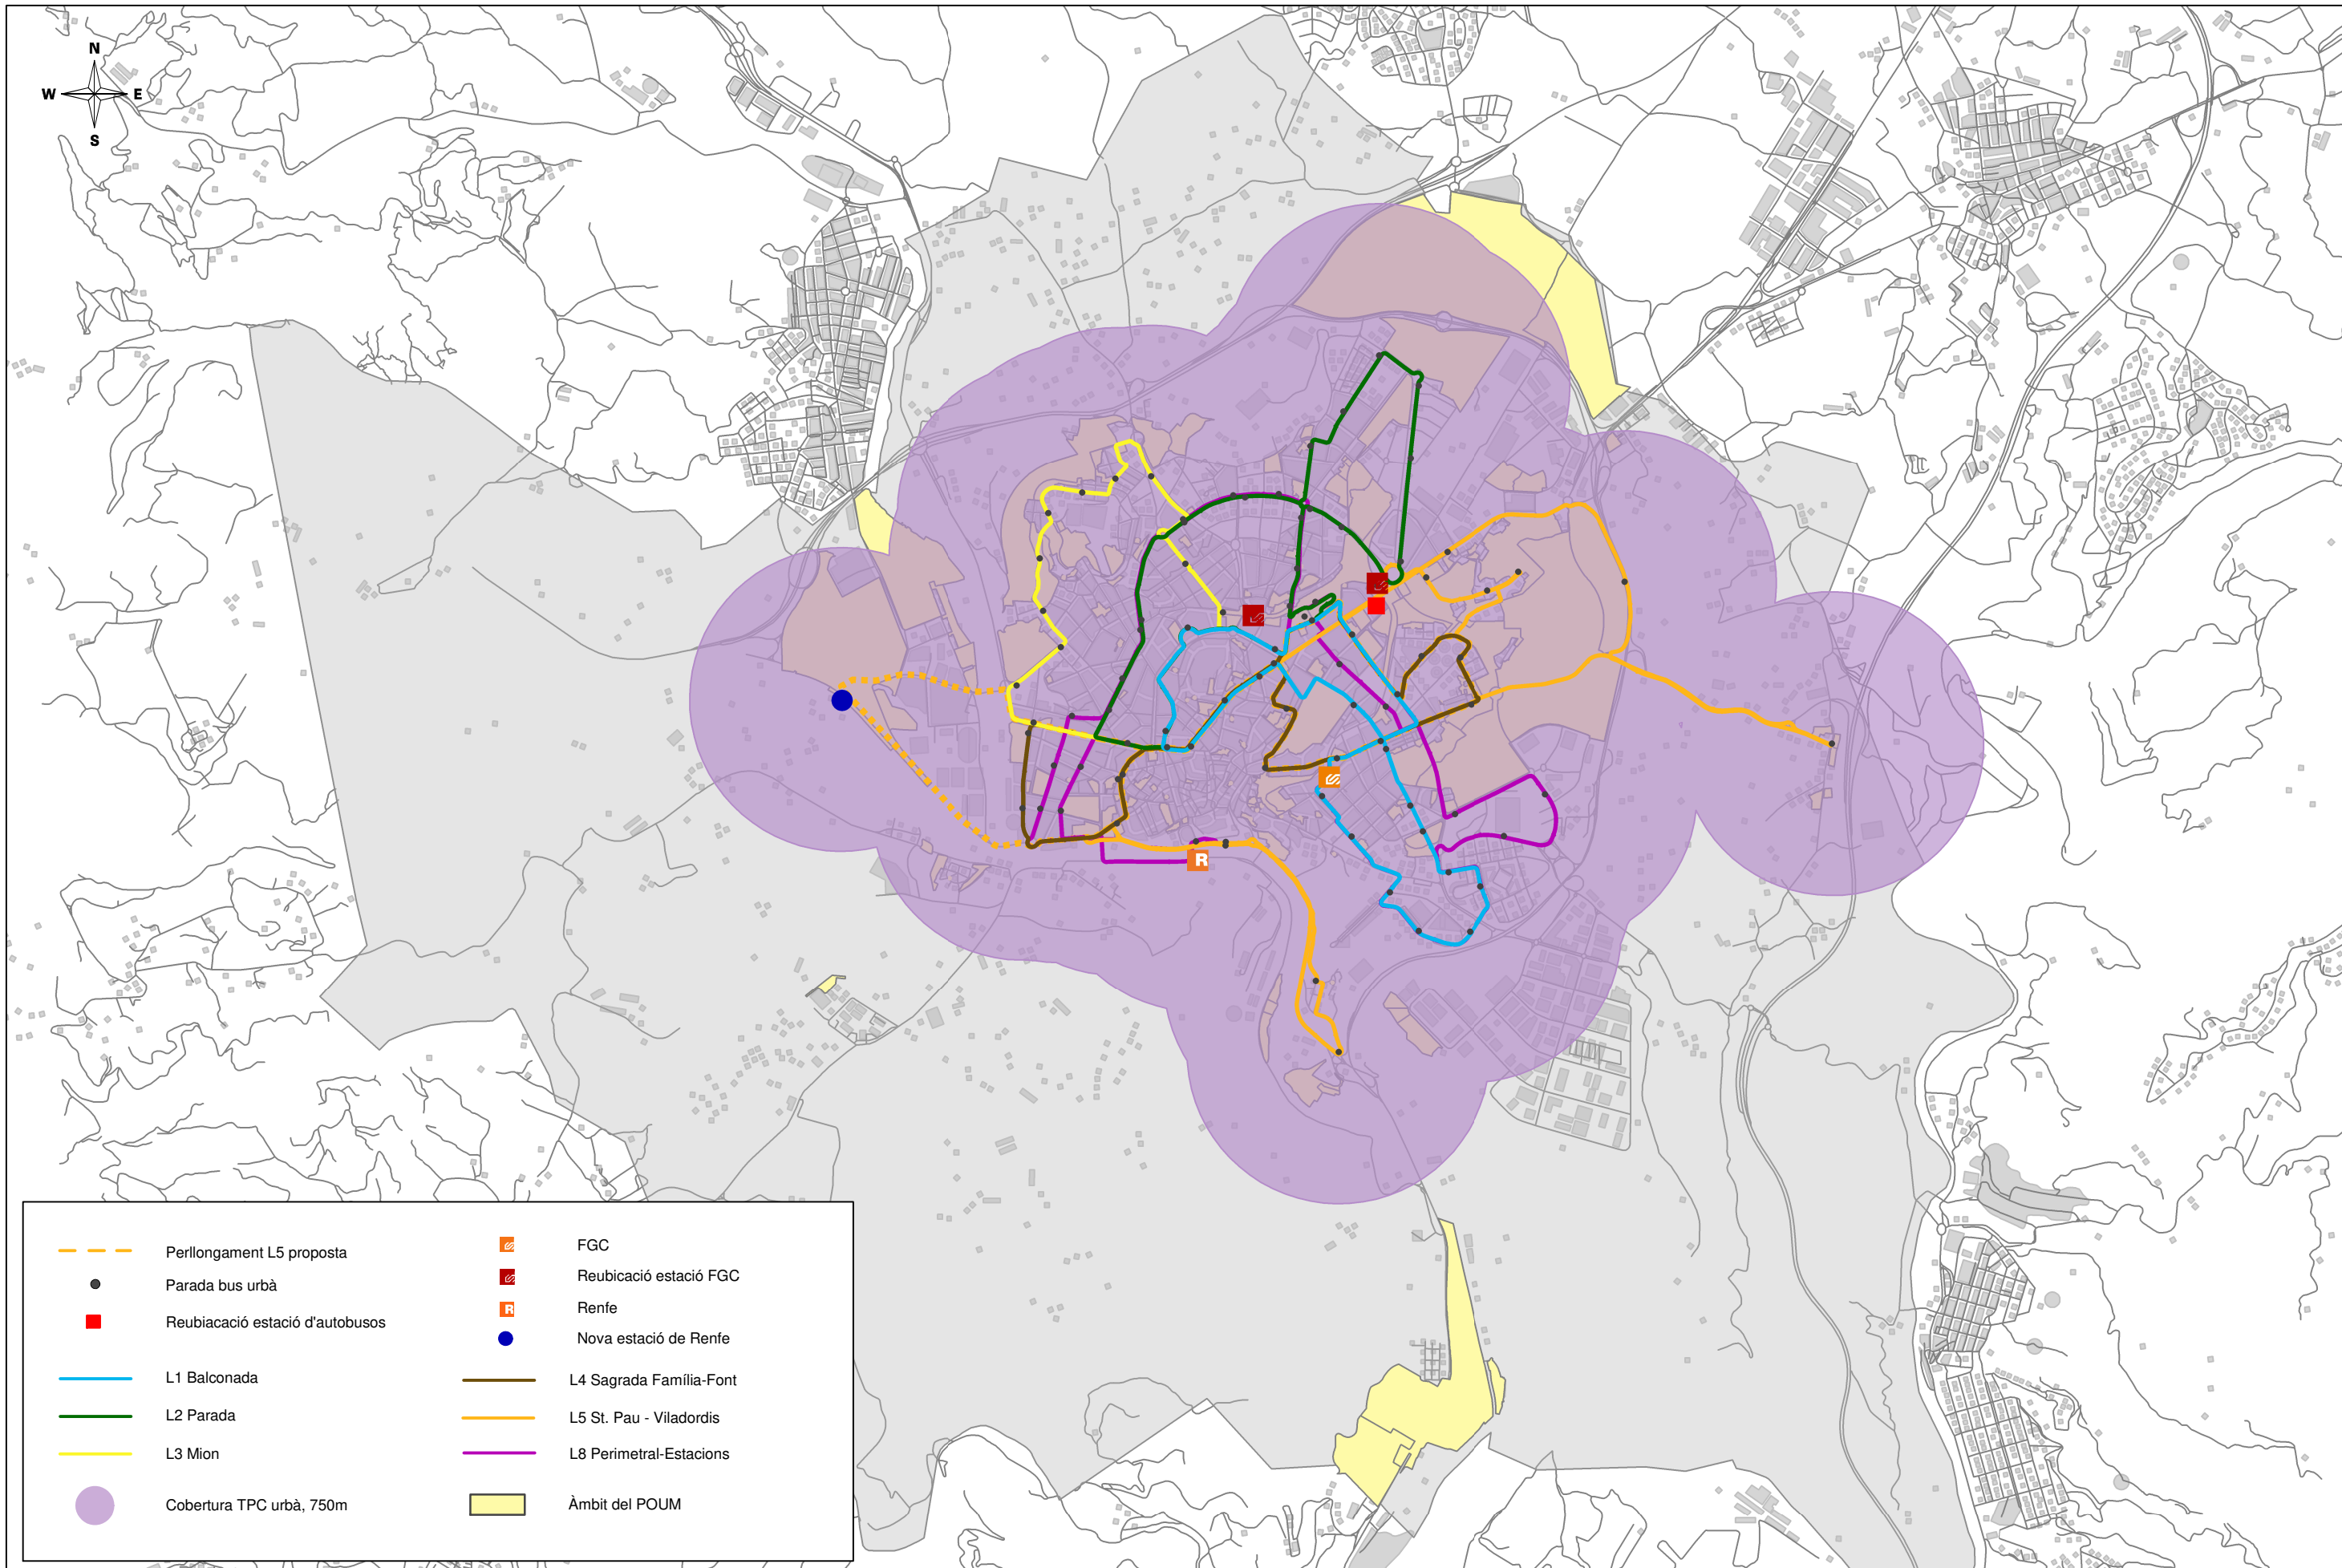 N
W E
S
R
Perllongament L5 proposta
Parada bus urbà
Reubiacació estació d'autobusos
L1 Balconada
L2 Parada
L3 Mion
Cobertura TPC urbà, 750m
FGC
Reubicació estació FGC
R
Renfe
Nova estació de Renfe
L4 Sagrada Família-Font
L5 St. Pau - Viladordis
L8 Perimetral-Estacions
Àmbit del POUM